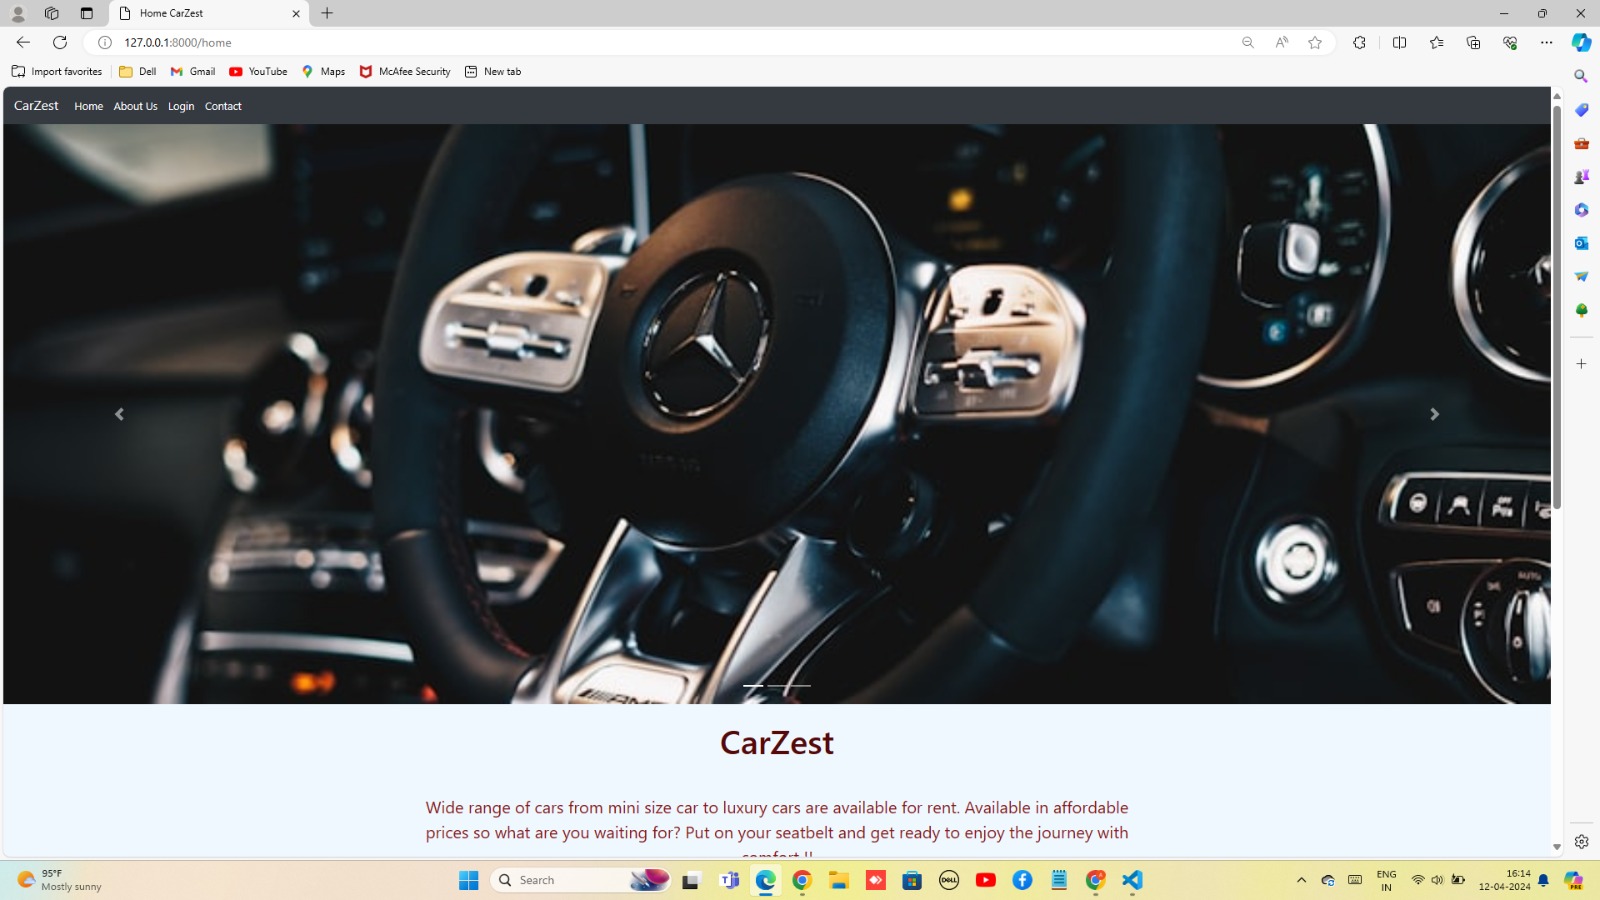 Home CarZest
127.0.0.1:8000/home
Import favorites
Dell
Gmail
YouTube
Maps
McAfee Security
New tab
CarZest
Home
About Us
Login
Contact
CarZest
Wide range of cars from mini size car to luxury cars are available for rent. Available in affordable
prices so what are you waiting for? Put on your seatbelt and get ready to enjoy the journey with
comfort !!
95°F
Mostly sunny
Search
DELL
ENG
IN
16:14
12-04-2024
PRE